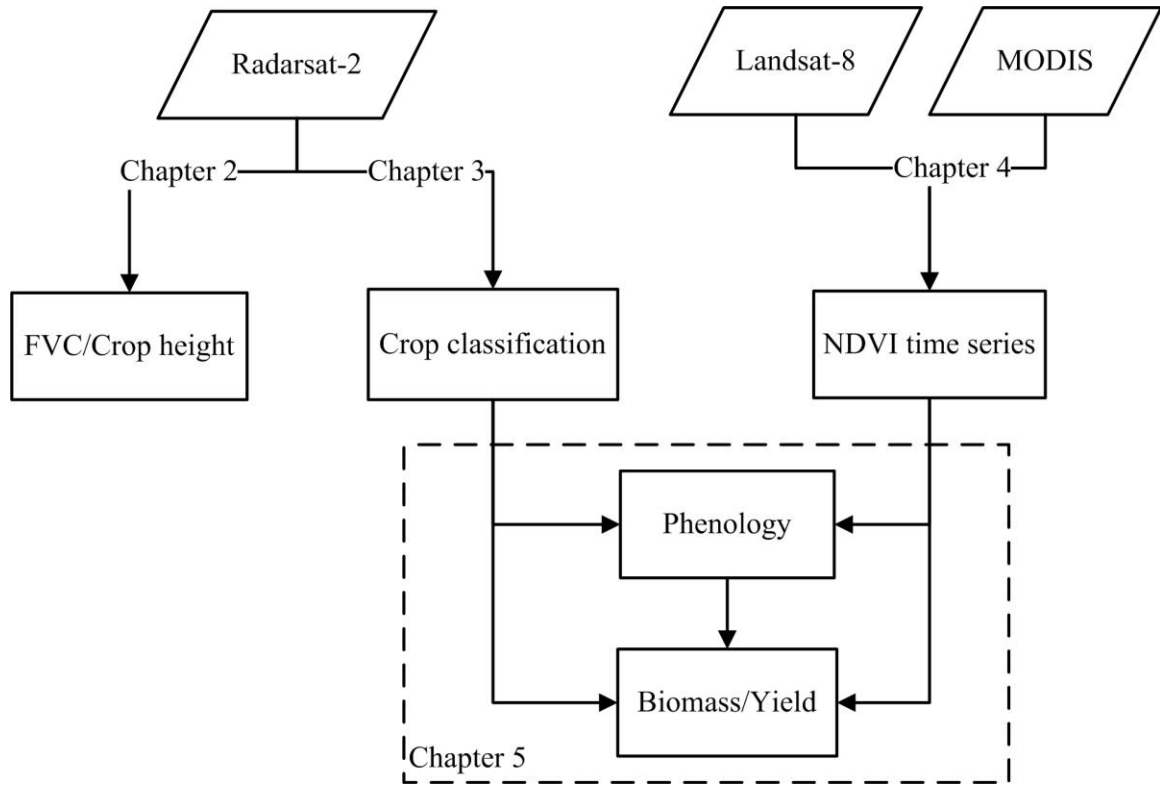 Radarsat-2
Landsat-8
MODIS
Chapter 2
Chapter 3
Chapter 4
FVC/Crop height
Crop classification
NDVI time series
Phenology
Biomass/Yield
Chapter 5